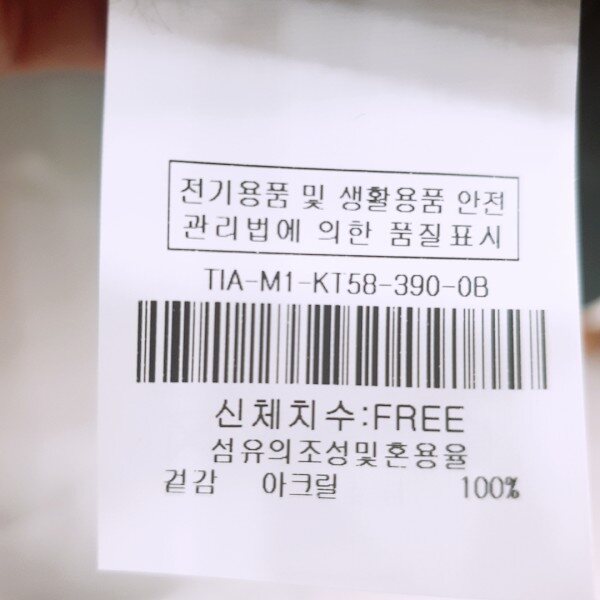 전기용품 및 생활용품 안전
관리법에 의한 품질표시
TIA-M1-KT58-390-0B
신체치수:FREE
섬유의조성및혼용율
겉감 아크릴 100%